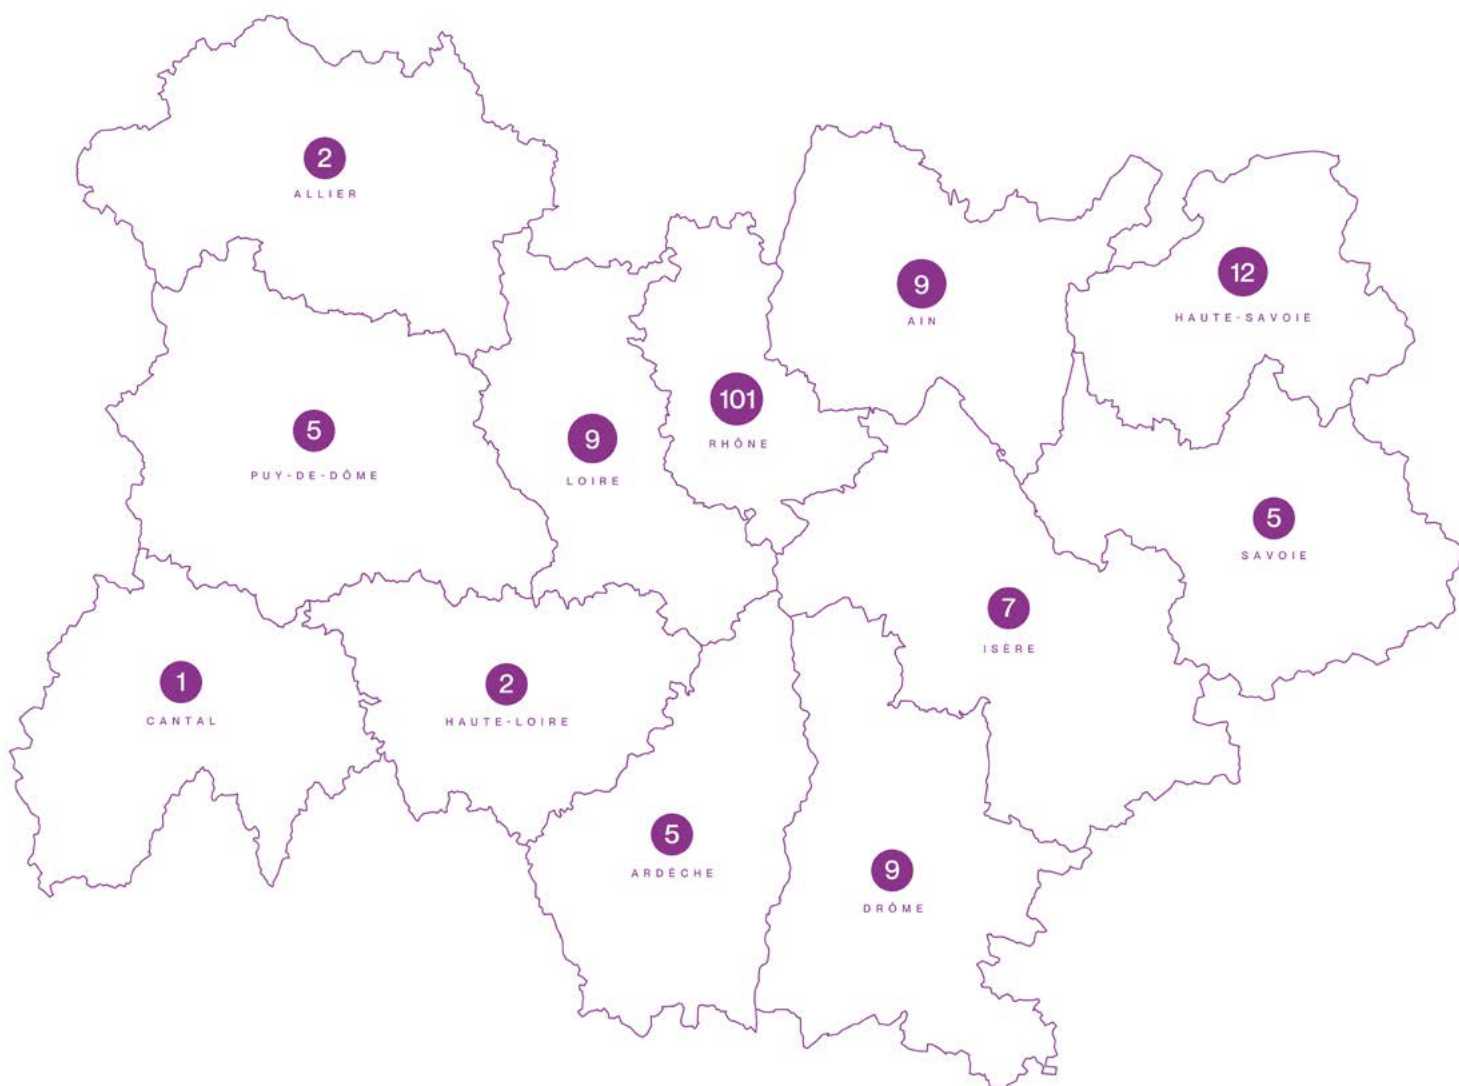 2
ALLIER
12
HAUTE-SAVOIE
9
AIN
101
RHÔNE
5
PUY-DE-DÔME
9
LOIRE
5
SAVOIE
7
ISÈRE
1
CANTAL
2
HAUTE-LOIRE
5
ARDÈCHE
9
DRÔME